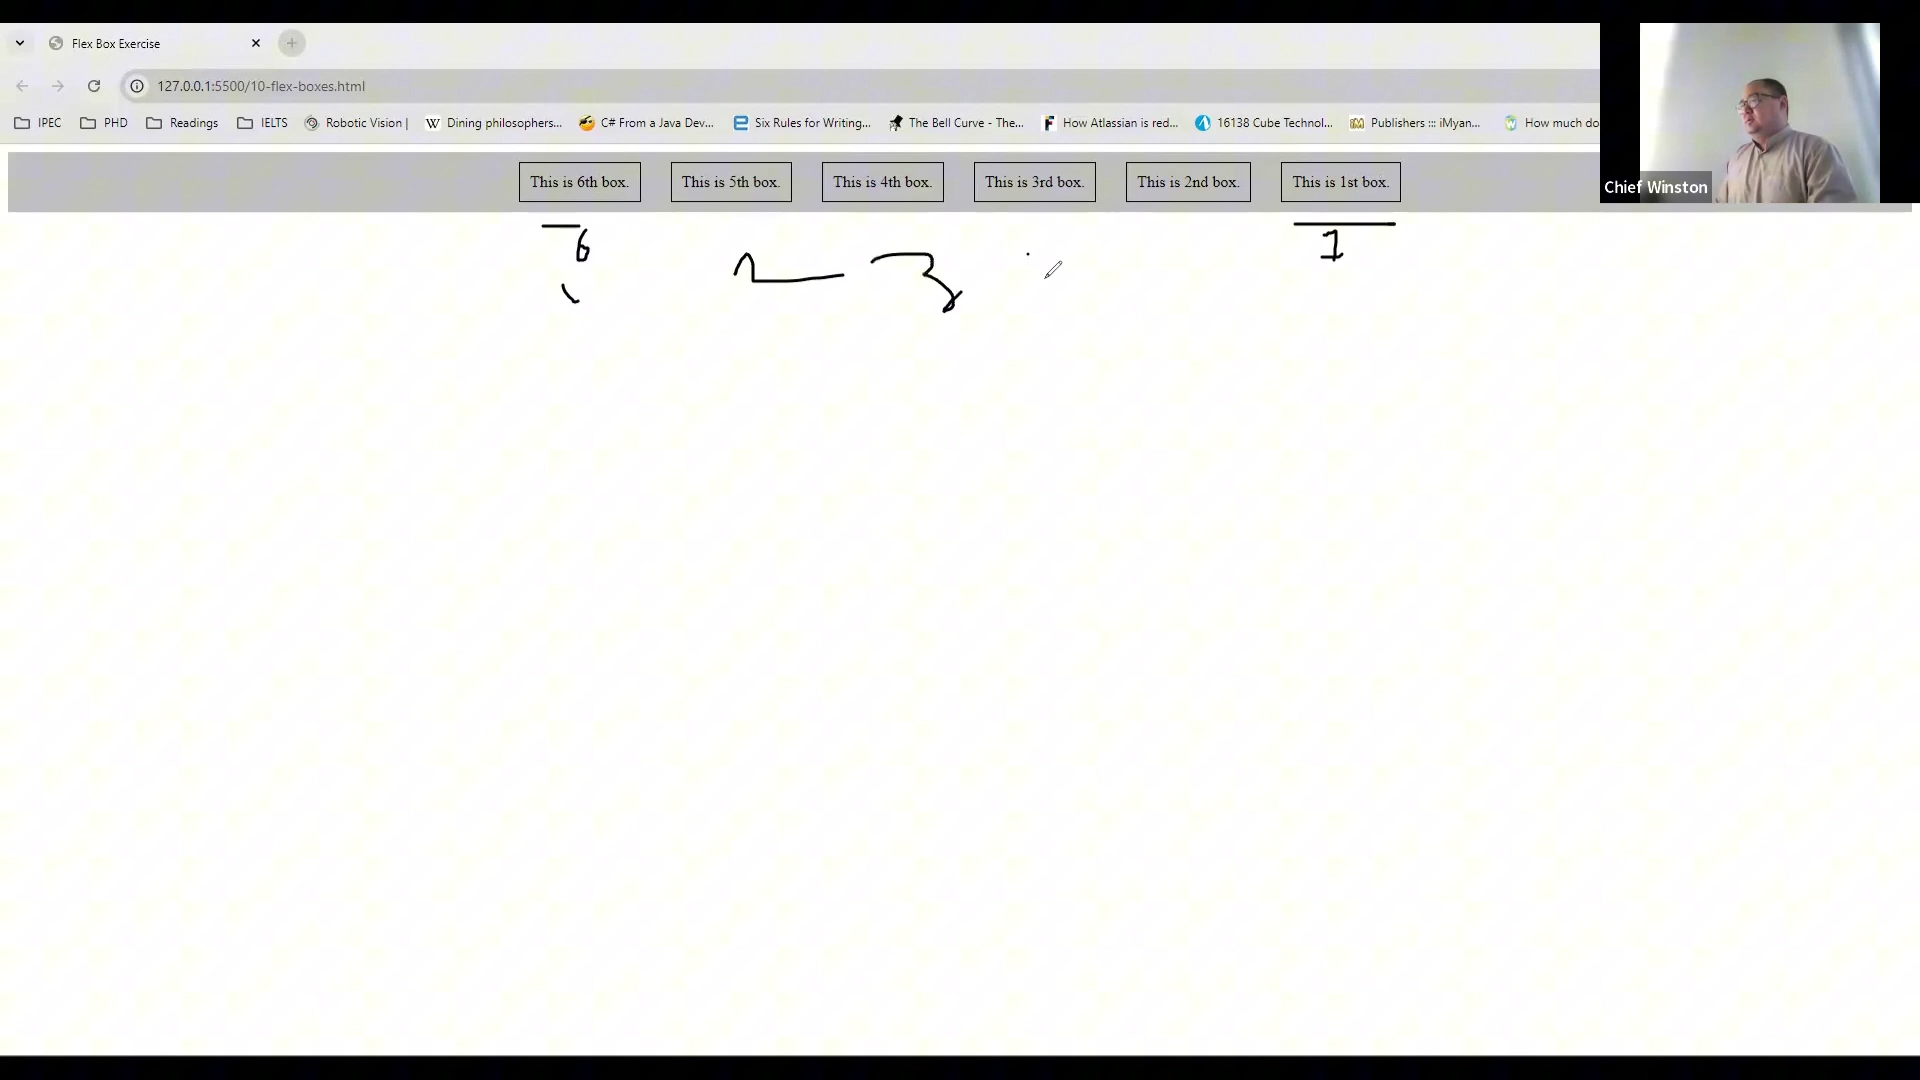 Flex Box Exercise
127.0.0.1:5500/10-flex-boxes.html
IPEC PHD Readings IELTS Robotic Vision | Dining philosophers... C# From a Java Dev... Six Rules for Writing... The Bell Curve - The... How Atlassian is red... 16138 Cube Technol... Publishers ::: iMyan... How much do
This is 6th box. This is 5th box. This is 4th box. This is 3rd box. This is 2nd box. This is 1st box.
Chief Winston
6 1
2 3